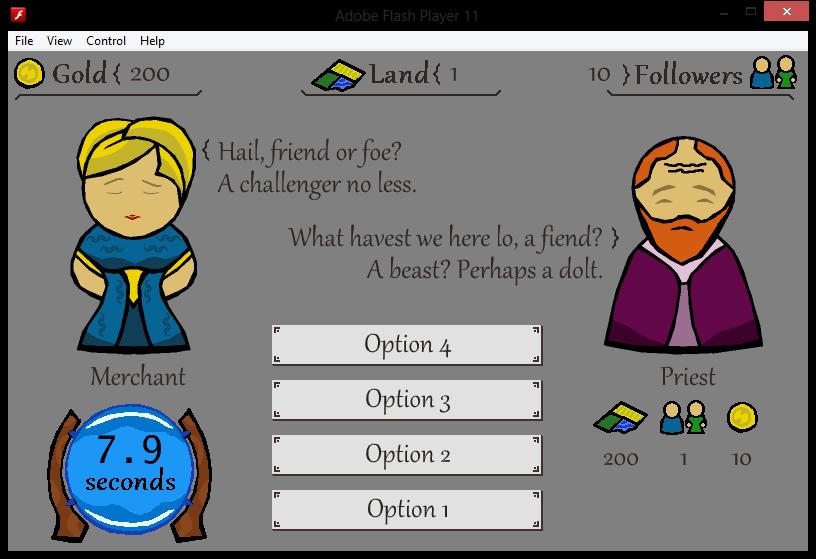 Adobe Flash Player 11
File View Control Help
Gold { 200
Land { 1
10 } Followers
{ Hail, friend or foe?
A challenger no less.
What havest we here lo, a fiend? }
A beast? Perhaps a dolt.
Option 4
Option 3
Option 2
Option 1
Merchant
7.9
seconds
Priest
200 1 10